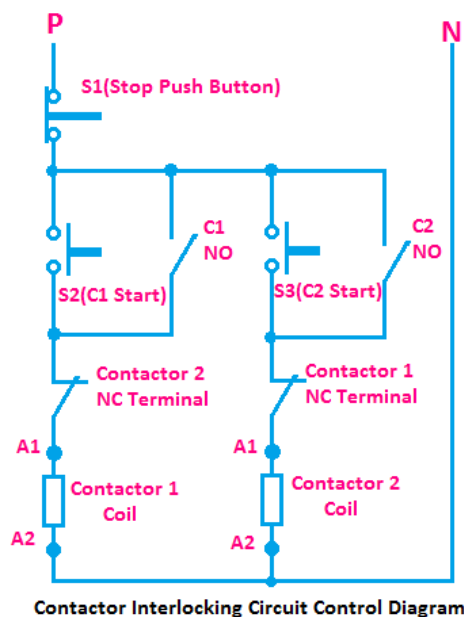 P
N
S1(Stop Push Button)
C1
NO
C2
NO
S2(C1 Start)
S3(C2 Start)
Contactor 2
NC Terminal
Contactor 1
NC Terminal
A1
A1
Contactor 1
Coil
Contactor 2
Coil
A2
A2
Contactor Interlocking Circuit Control Diagram